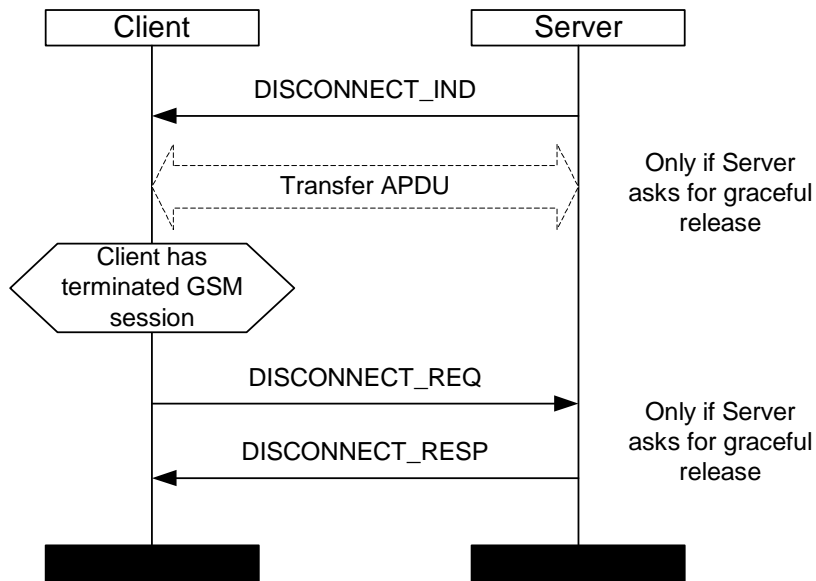 Client
Server
DISCONNECT_IND
Transfer APDU
Only if Server
asks for graceful
release
Client has
terminated GSM
session
DISCONNECT_REQ
DISCONNECT_RESP
Only if Server
asks for graceful
release